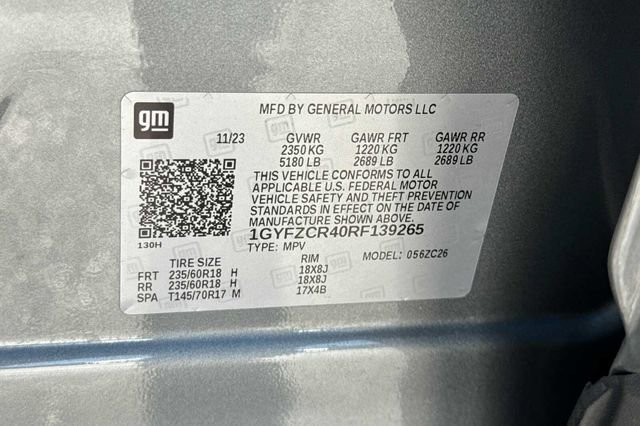 gm
MFD BY GENERAL MOTORS LLC
11/23 GVWR GAWR FRT GAWR RR
2350 KG 1220 KG 1220 KG
5180 LB 2689 LB 2689 LB
THIS VEHICLE CONFORMS TO ALL
APPLICABLE U.S. FEDERAL MOTOR
VEHICLE SAFETY AND THEFT PREVENTION
STANDARDS IN EFFECT ON THE DATE OF
MANUFACTURE SHOWN ABOVE.
1GYFZCR40RF139265
130H
TYPE: MPV MODEL: 056ZC26
TIRE SIZE RIM
FRT 235/60R18 H 18X8J
RR 235/60R18 H 18X8J
SPA T145/70R17 M 17X4B